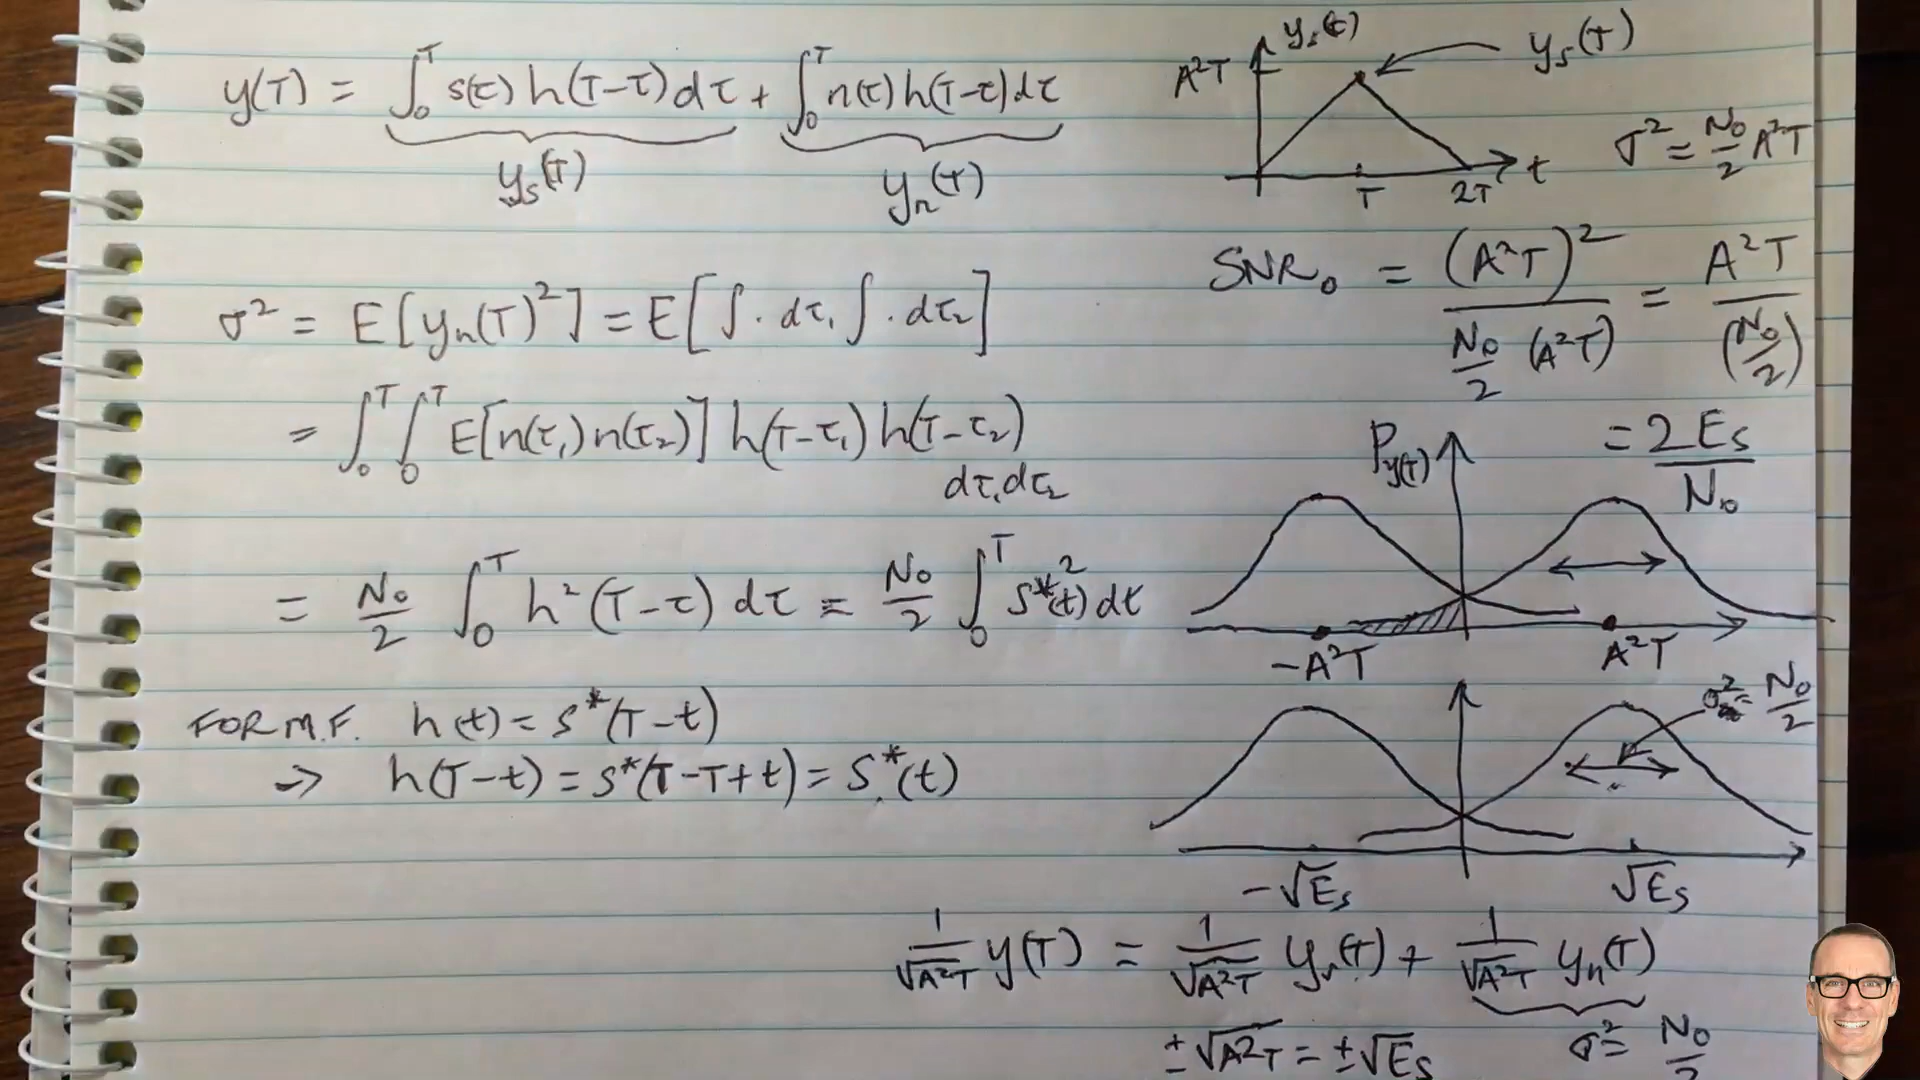 y(T) = ∫₀ᵀ s(τ) h(T-τ) dτ + ∫₀ᵀ n(τ) h(T-τ) dτ
yₛ(T) yₙ(T)
σ² = E[yₙ(T)²] = E[∫· dτ₁ ∫· dτ₂]
= ∫₀ᵀ ∫₀ᵀ E[n(τ₁) n(τ₂)] h(T-τ₁) h(T-τ₂)
dτ₁ dτ₂
= N₀/2 ∫₀ᵀ h²(T-τ) dτ = N₀/2 ∫₀ᵀ s*²(t) dt
FOR M.F. h(t) = s*(T-t)
⇒ h(T-t) = s*(T-T+t) = s*(t)
yₛ(t)
A²T
yₛ(T)
T 2T t
σ² = N₀/2 A²T
SNR₀ = (A²T)² / (N₀/2 (A²T)) = A²T / (N₀/2)
= 2Eₛ/N₀
P_y(T)
-A²T A²T
σ² = N₀/2
-√Eₛ √Eₛ
1/√A²T y(T) = 1/√A²T yₛ(T) + 1/√A²T yₙ(T)
±√A²T = ±√Eₛ σ² = N₀/2